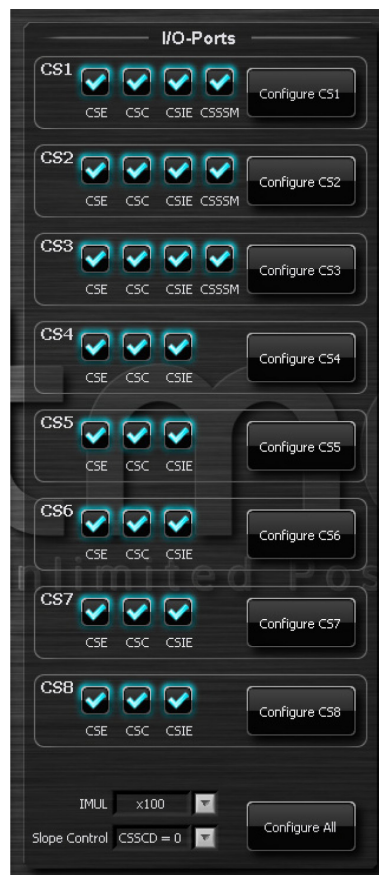 I/O-Ports
CS1
CSE CSC CSIE CSSSM
Configure CS1
CS2
CSE CSC CSIE CSSSM
Configure CS2
CS3
CSE CSC CSIE CSSSM
Configure CS3
CS4
CSE CSC CSIE
Configure CS4
CS5
CSE CSC CSIE
Configure CS5
CS6
CSE CSC CSIE
Configure CS6
nlimited Pos
CS7
CSE CSC CSIE
Configure CS7
CS8
CSE CSC CSIE
Configure CS8
IMUL x100
Slope Control CSSCD = 0
Configure All